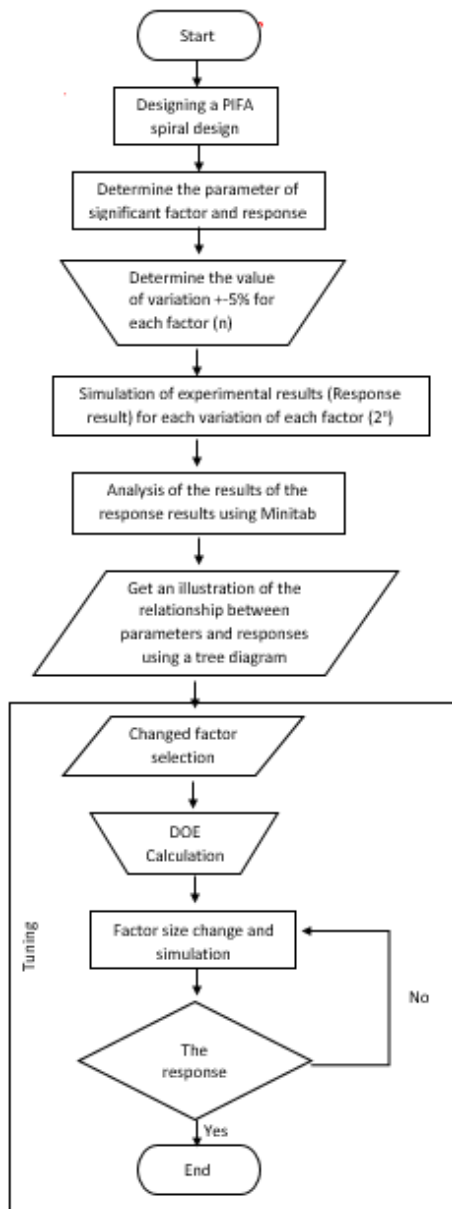 Start
Designing a PIFA
spiral design
Determine the parameter of
significant factor and response
Determine the value
of variation +-5% for
each factor (n)
Simulation of experimental results (Response
result) for each variation of each factor (2ⁿ)
Analysis of the results of the
response results using Minitab
Get an illustration of the
relationship between
parameters and responses
using a tree diagram
Changed factor
selection
DOE
Calculation
Tuning
Factor size change and
simulation
No
The
response
Yes
End